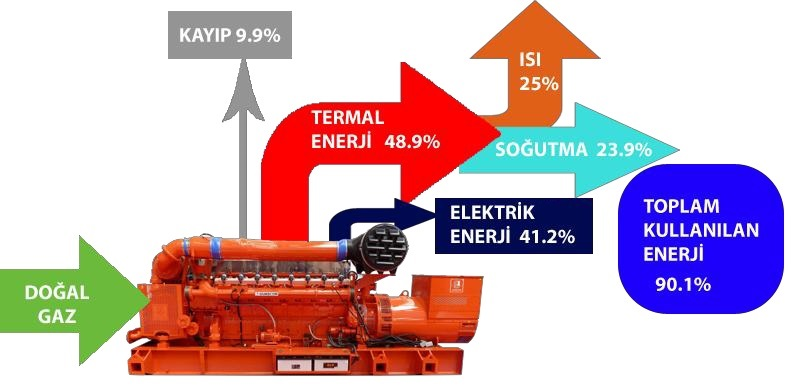 KAYIP 9.9%
ISI
25%
TERMAL
ENERJİ 48.9%
SOĞUTMA 23.9%
ELEKTRİK
ENERJİ 41.2%
TOPLAM
KULLANILAN
ENERJİ
90.1%
DOĞAL
GAZ